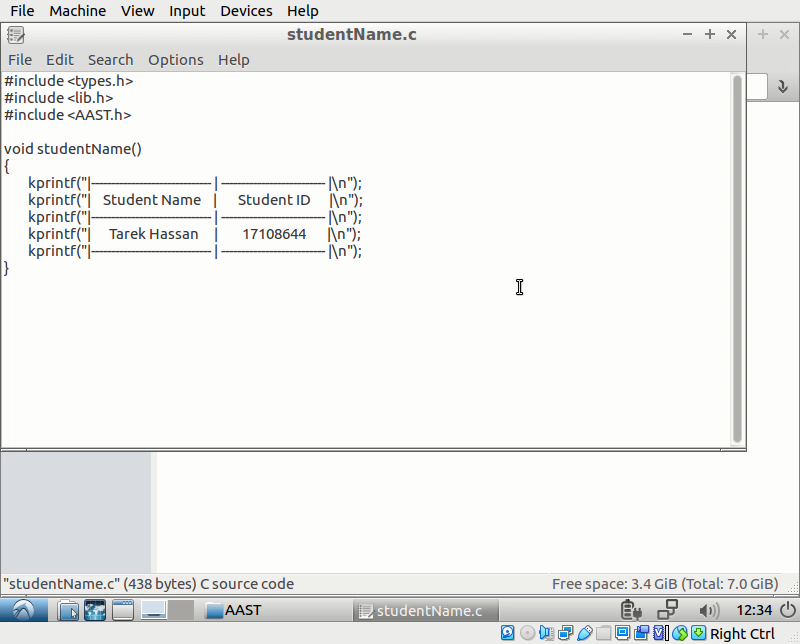 File Machine View Input Devices Help
studentName.c
File Edit Search Options Help
#include <types.h>
#include <lib.h>
#include <AAST.h>
void studentName()
{
kprintf("|------------------------------|--------------------------|\n");
kprintf("| Student Name | Student ID |\n");
kprintf("|------------------------------|--------------------------|\n");
kprintf("| Tarek Hassan | 17108644 |\n");
kprintf("|------------------------------|--------------------------|\n");
}
"studentName.c" (438 bytes) C source code Free space: 3.4 GiB (Total: 7.0 GiB)
AAST studentName.c 12:34
Right Ctrl